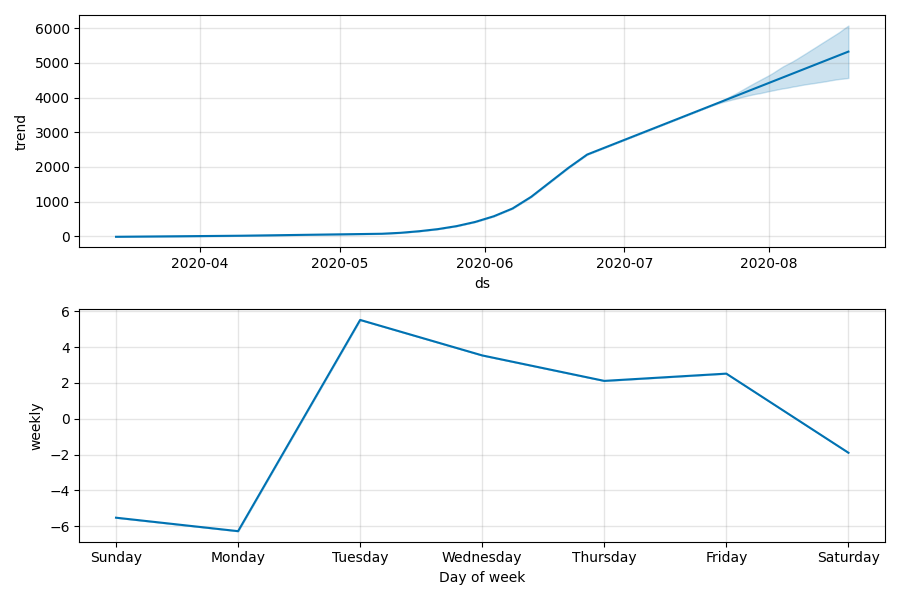 6000
5000
4000
3000
2000
1000
0
trend
2020-04 2020-05 2020-06 2020-07 2020-08
ds
6
4
2
0
−2
−4
−6
weekly
Sunday Monday Tuesday Wednesday Thursday Friday Saturday
Day of week